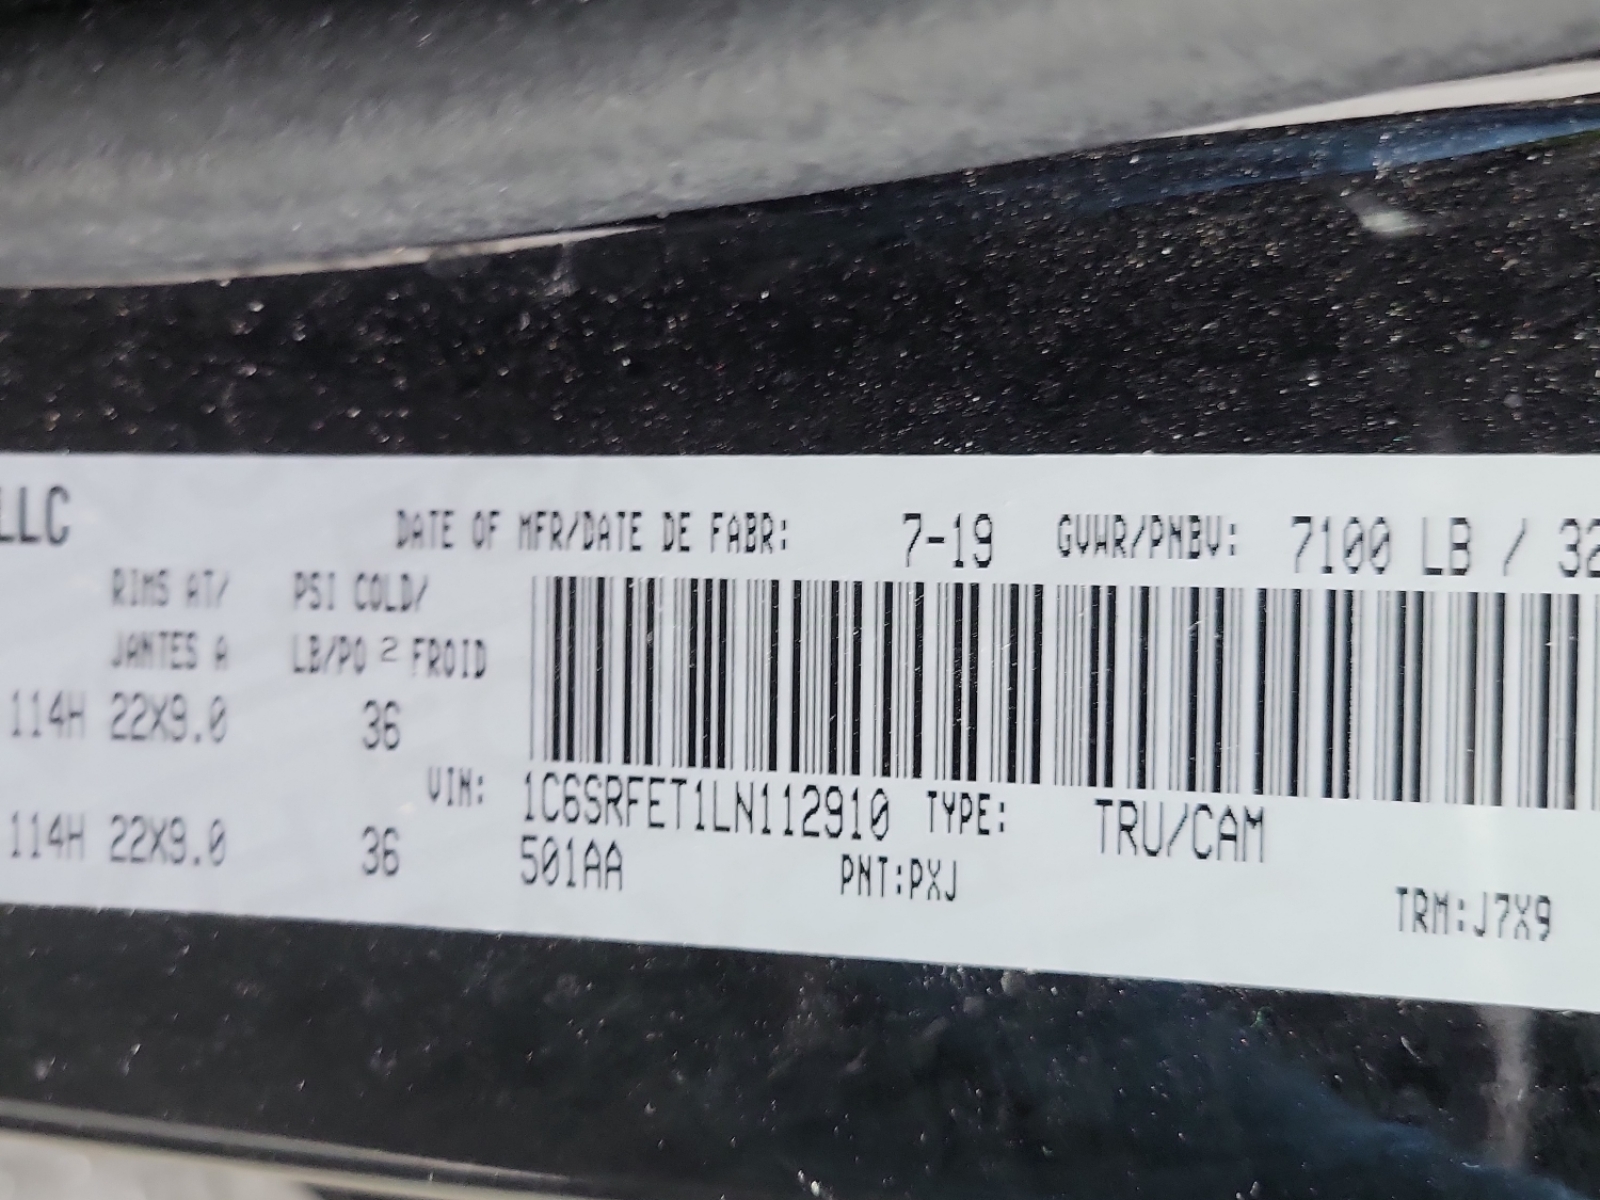 LLC DATE OF MFR/DATE DE FABR: 7-19 GVWR/PNBV: 7100 LB / 32
RIMS AT/ PSI COLD/
JANTES A LB/PO 2 FROID
114H 22X9.0 36
VIN: 1C6SRFET1LN112910 TYPE: TRU/CAM
114H 22X9.0 36 501AA PNT:PXJ TRM:J7X9